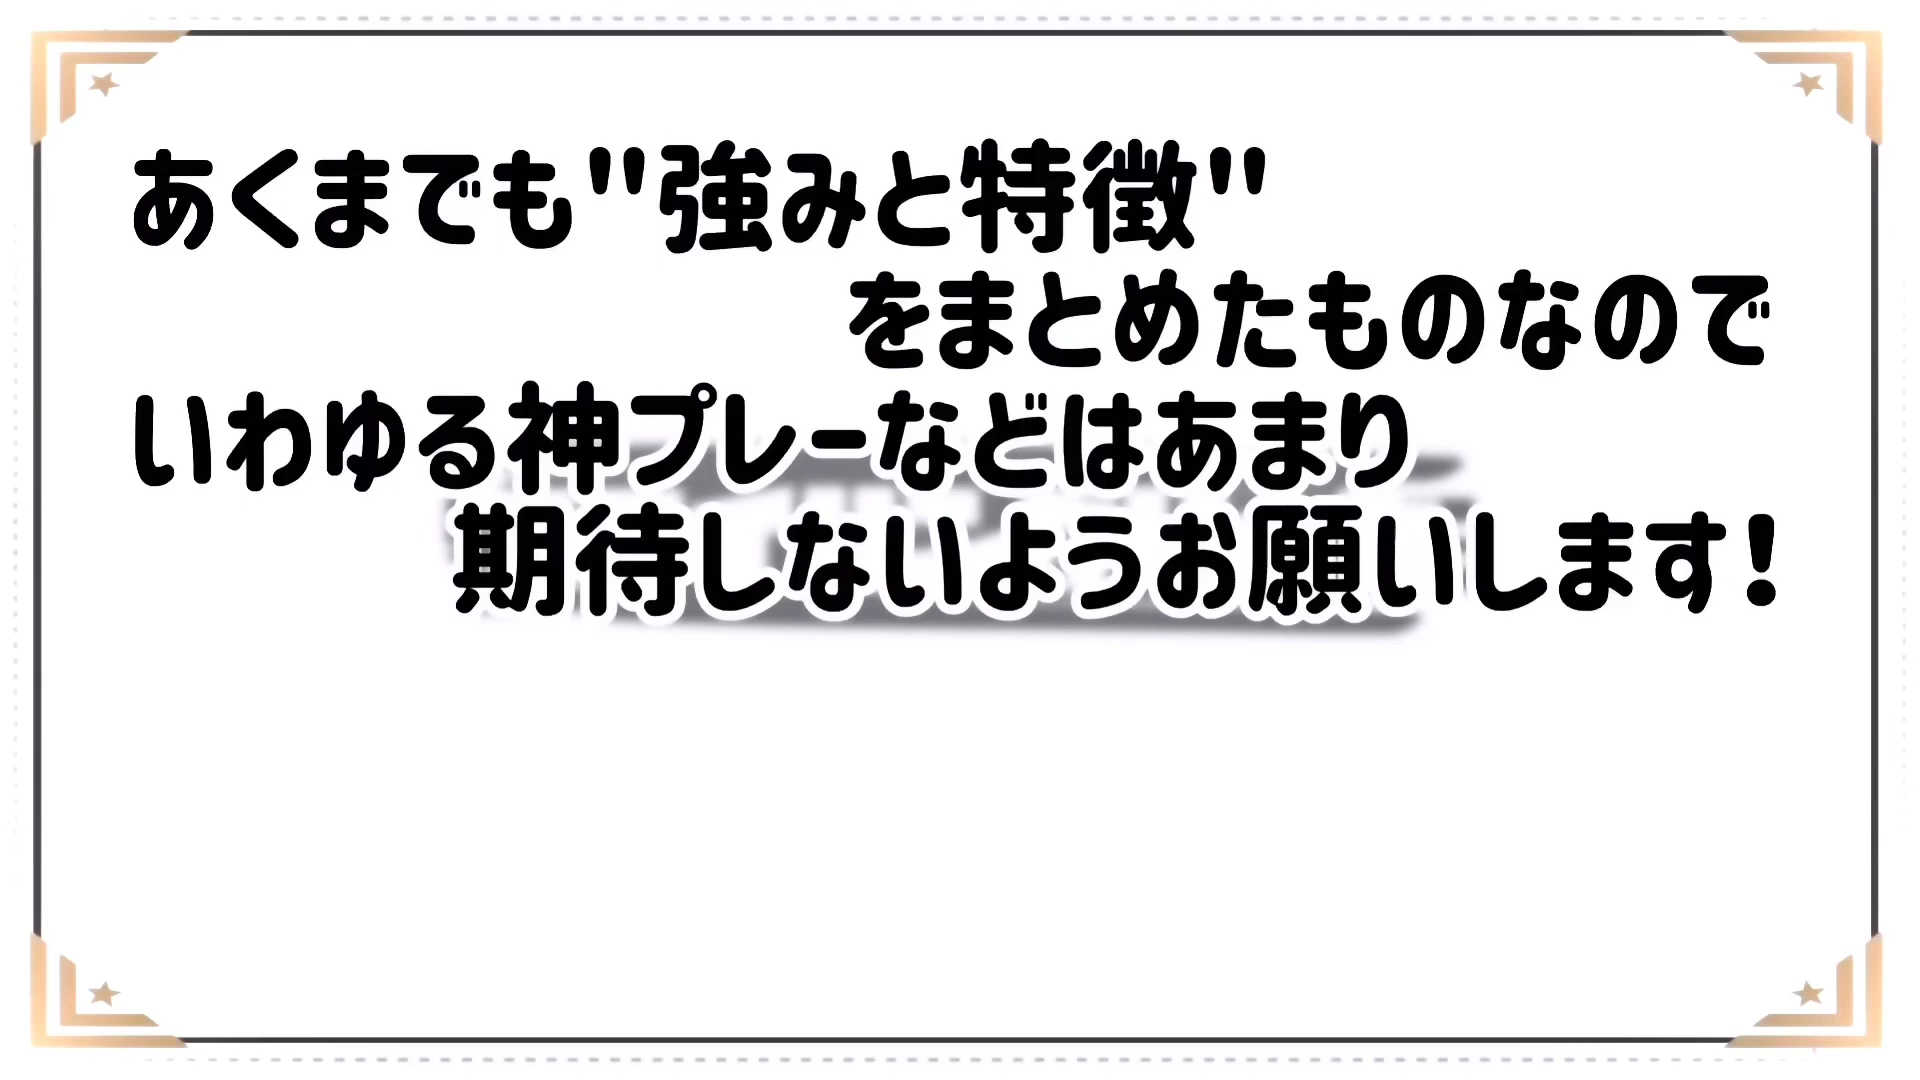 あくまでも"強みと特徴"
をまとめたものなので
いわゆる神プレーなどはあまり
期待しないようお願いします!